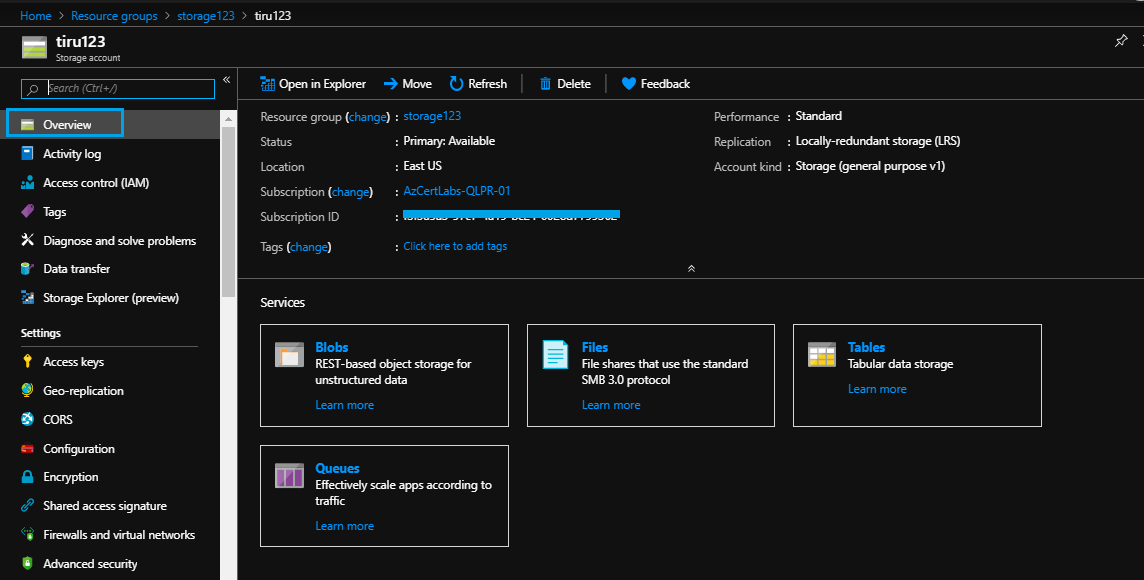 Home > Resource groups > storage123 > tiru123
tiru123
Storage account
Search (Ctrl+/)
«
Overview
Activity log
Access control (IAM)
Tags
Diagnose and solve problems
Data transfer
Storage Explorer (preview)
Settings
Access keys
Geo-replication
CORS
Configuration
Encryption
Shared access signature
Firewalls and virtual networks
Advanced security
Open in Explorer Move Refresh Delete Feedback
Resource group (change) : storage123
Status : Primary: Available
Location : East US
Subscription (change) : AzCertLabs-QLPR-01
Subscription ID :
Tags (change) : Click here to add tags
Performance : Standard
Replication : Locally-redundant storage (LRS)
Account kind : Storage (general purpose v1)
Services
Blobs
REST-based object storage for
unstructured data
Learn more
Files
File shares that use the standard
SMB 3.0 protocol
Learn more
Tables
Tabular data storage
Learn more
Queues
Effectively scale apps according to
traffic
Learn more